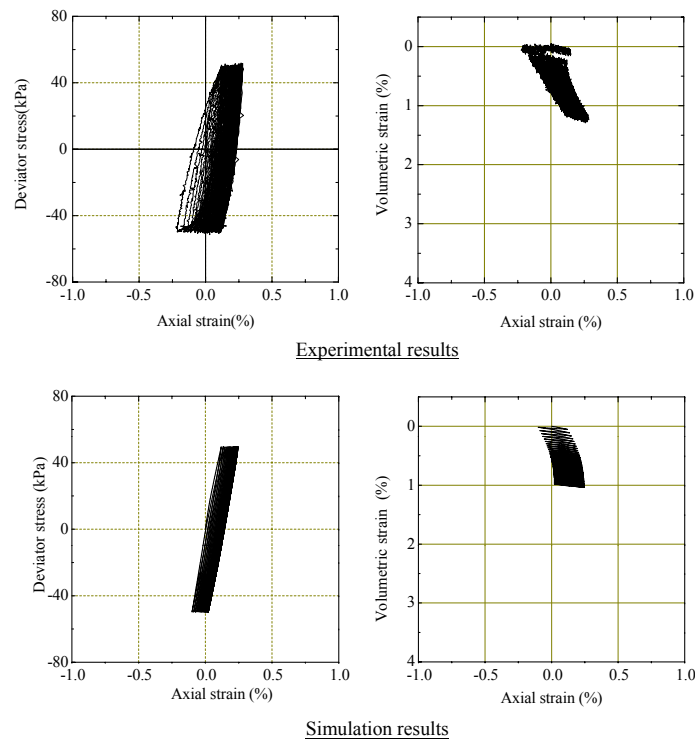 80
40
0
-40
-80
-1.0 -0.5 0.0 0.5 1.0
Deviator stress(kPa)
Axial strain(%)
0
1
2
3
4
-1.0 -0.5 0.0 0.5 1.0
Volumetric strain (%)
Axial strain (%)
Experimental results
80
40
0
-40
-80
-1.0 -0.5 0.0 0.5 1.0
Deviator stress (kPa)
Axial strain (%)
0
1
2
3
4
-1.0 -0.5 0.0 0.5 1.0
Volumetric strain (%)
Axial strain (%)
Simulation results